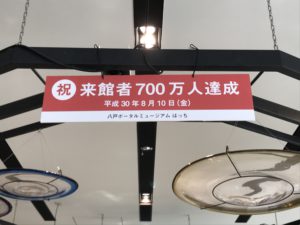 祝 来館者700万人達成
平成30年8月10日(金)
八戸ポータルミュージアム はっち